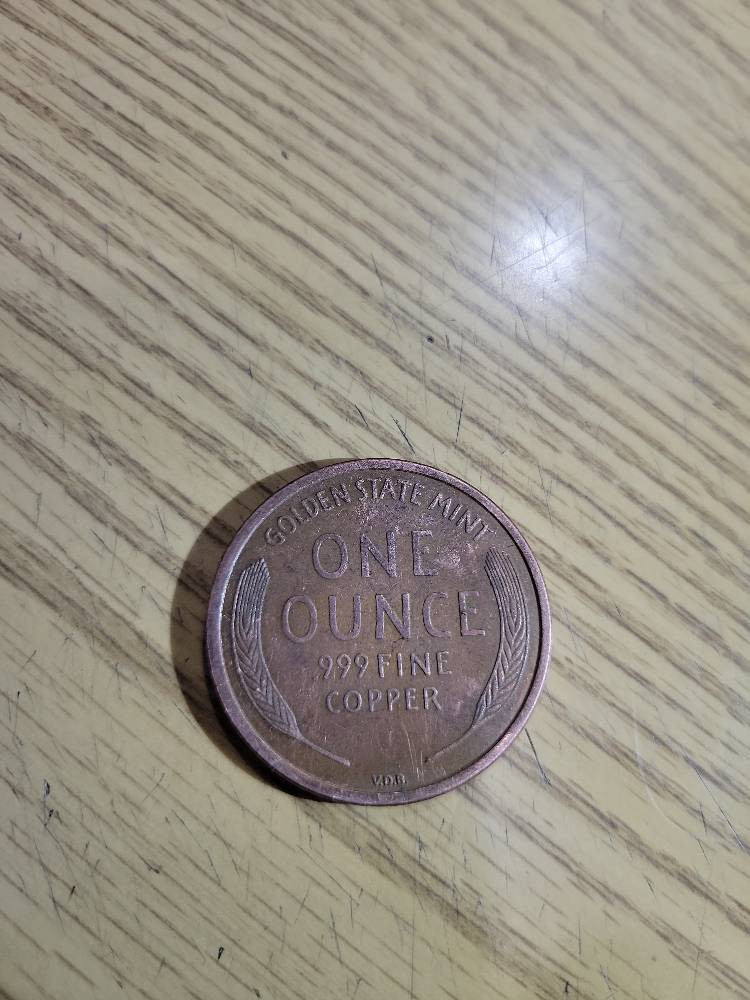 GOLDEN STATE MINT
ONE
OUNCE
.999 FINE
COPPER
V.D.B.